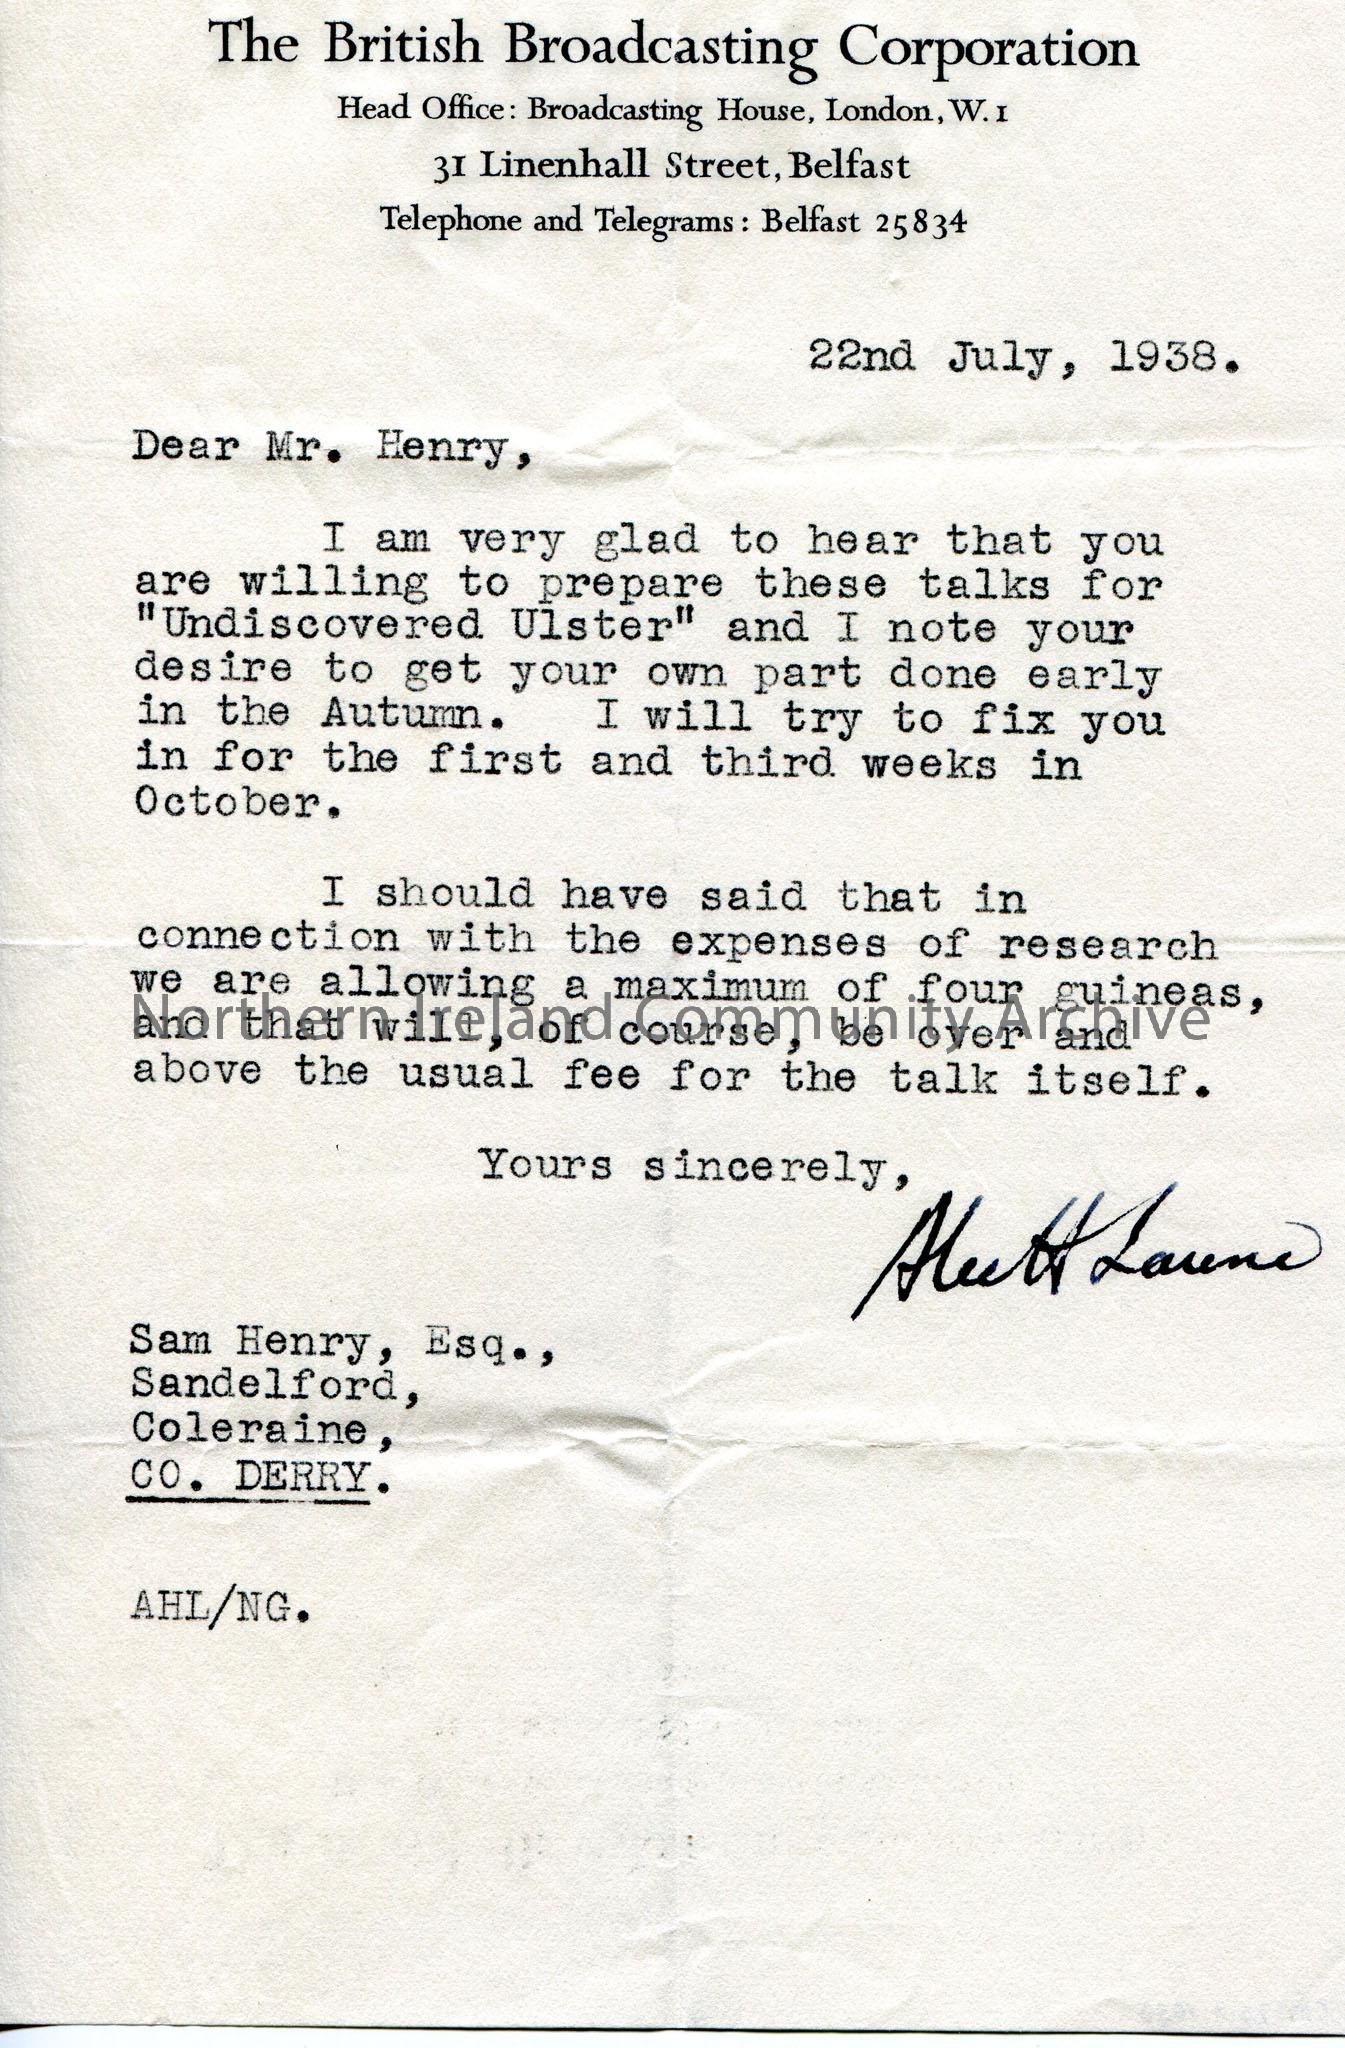 The British Broadcasting Corporation
Head Office: Broadcasting House, London, W.1
31 Linenhall Street, Belfast
Telephone and Telegrams: Belfast 25834
22nd July, 1938.
Dear Mr. Henry,
I am very glad to hear that you
are willing to prepare these talks for
"Undiscovered Ulster" and I note your
desire to get your own part done early
in the Autumn. I will try to fix you
in for the first and third weeks in
October.
I should have said that in
connection with the expenses of research
we are allowing a maximum of four guineas,
Northern Ireland Community Archive
and that will, of course, be over and
above the usual fee for the talk itself.
Yours sincerely,
Sam Henry, Esq.,
Sandelford,
Coleraine,
CO. DERRY.
AHL/NG.